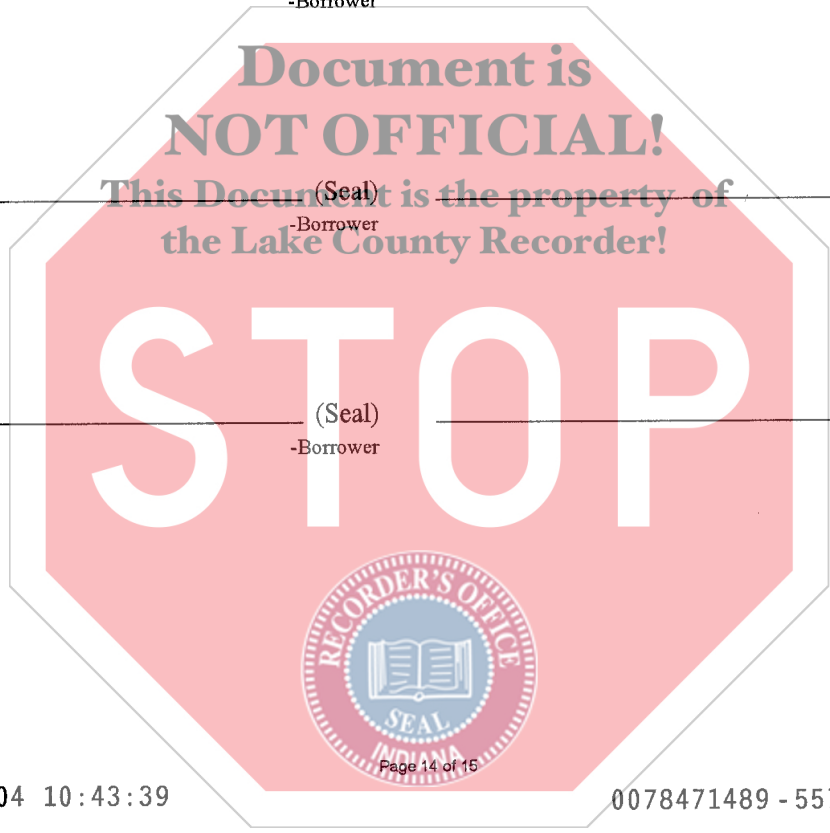 -Borrower
Document is
NOT OFFICIAL!
(Seal)
This Document is the property of
-Borrower
the Lake County Recorder!
STOP
(Seal)
-Borrower
RECORDER'S OFFICE
SEAL
INDIANA
Page 14 of 15
04 10:43:39
0078471489 - 55